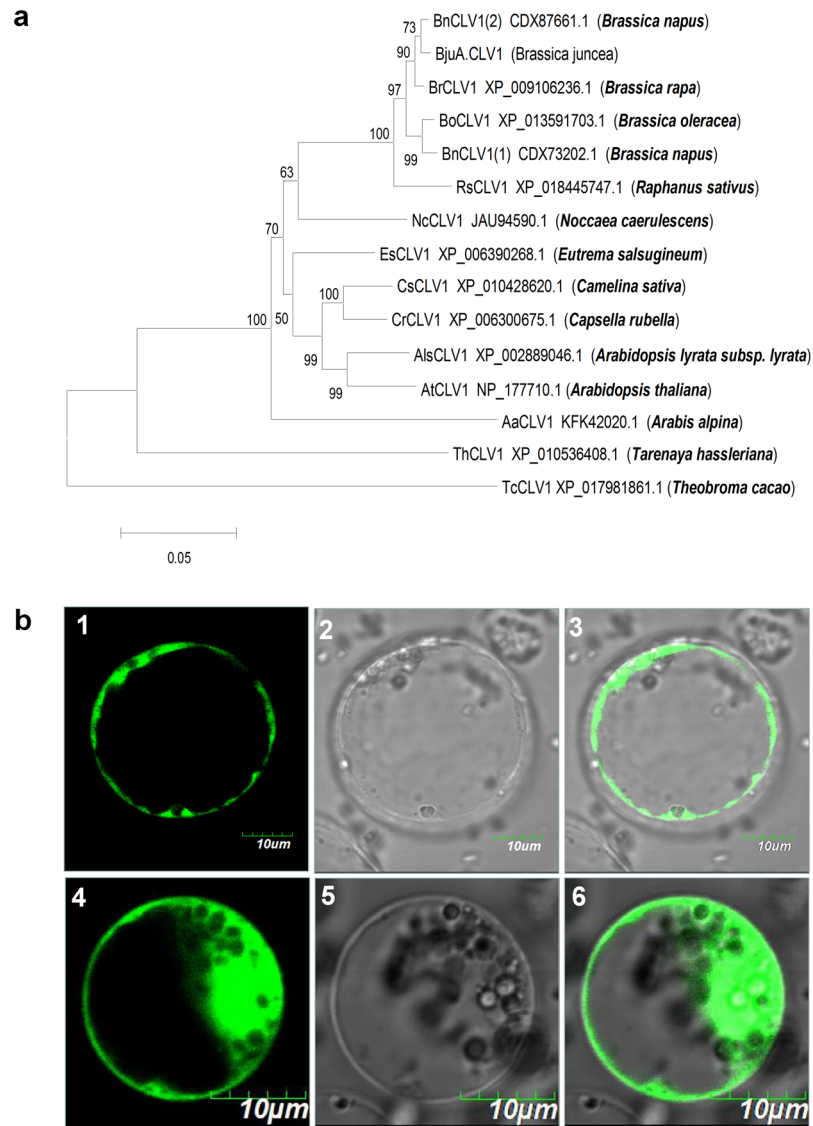 a
73
BnCLV1(2) CDX87661.1 (Brassica napus)
90
BjuA.CLV1 (Brassica juncea)
97
BrCLV1 XP_009106236.1 (Brassica rapa)
BoCLV1 XP_013591703.1 (Brassica oleracea)
100
99
BnCLV1(1) CDX73202.1 (Brassica napus)
63
RsCLV1 XP_018445747.1 (Raphanus sativus)
NcCLV1 JAU94590.1 (Noccaea caerulescens)
70
EsCLV1 XP_006390268.1 (Eutrema salsugineum)
CsCLV1 XP_010428620.1 (Camelina sativa)
100
100
50
CrCLV1 XP_006300675.1 (Capsella rubella)
99
AlsCLV1 XP_002889046.1 (Arabidopsis lyrata subsp. lyrata)
99
AtCLV1 NP_177710.1 (Arabidopsis thaliana)
AaCLV1 KFK42020.1 (Arabis alpina)
ThCLV1 XP_010536408.1 (Tarenaya hassleriana)
TcCLV1 XP_017981861.1 (Theobroma cacao)
0.05
b
1
2
3
10um
10um
10um
4
5
6
10µm
10µm
10µm